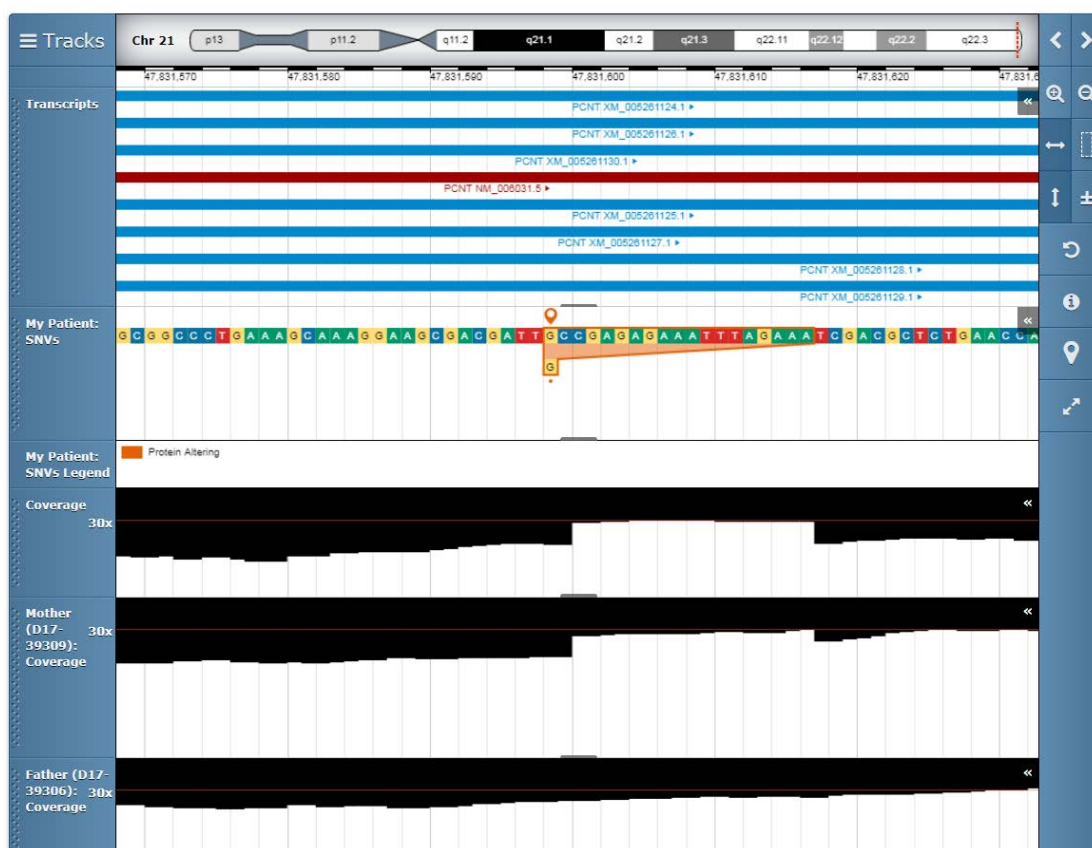 Tracks
Chr 21
p13 p11.2 q11.2 q21.1 q21.2 q21.3 q22.11 q22.12 q22.2 q22.3
47,831,570 47,831,580 47,831,590 47,831,600 47,831,610 47,831,620 47,831,6
Transcripts
PCNT XM_005261124.1
PCNT XM_005261126.1
PCNT XM_005261130.1
PCNT NM_006031.5
PCNT XM_005261125.1
PCNT XM_005261127.1
PCNT XM_005261128.1
PCNT XM_005261129.1
My Patient:
SNVs
G C G G C C C T G A A A G C A A A G G A A G C G A C G A T T G C C G A G A G A A A T T T A G A A A T C G A C G C T C T G A A C C A
G
My Patient:
SNVs Legend
Protein Altering
Coverage
30x
Mother
(D17- 30x
39309):
Coverage
Father (D17-
39306): 30x
Coverage